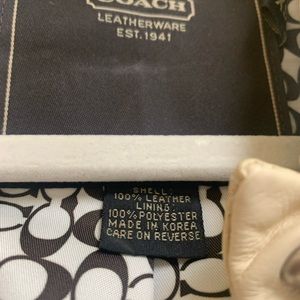 COACH
LEATHERWARE
EST. 1941
SHELL:
100% LEATHER
LINING:
100% POLYESTER
MADE IN KOREA
CARE ON REVERSE